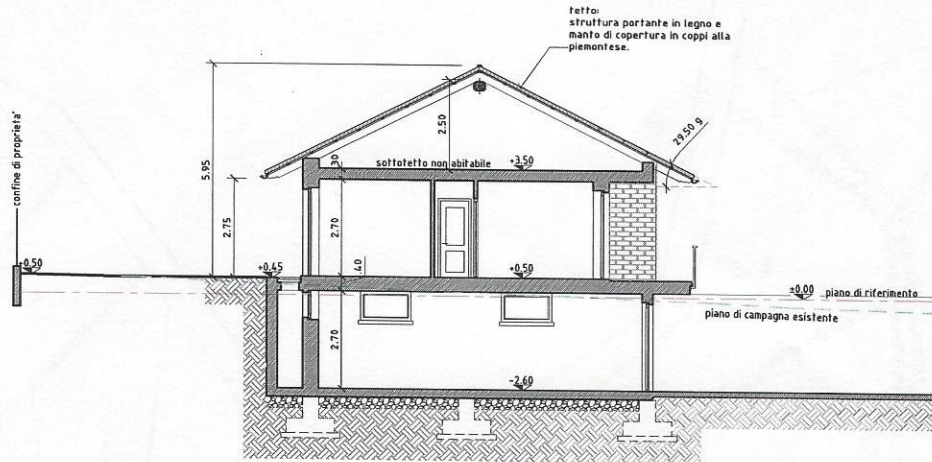 tetto:
struttura portante in legno e
manto di copertura in coppi alla
piemontese.
confine di proprieta'
5.95
2.50
29.50 g
sottotetto non abitabile
+3.50
.30
2.75
2.70
+0.50
+0.45
.40
+0.50
±0.00 piano di riferimento
piano di campagna esistente
2.70
-2.60